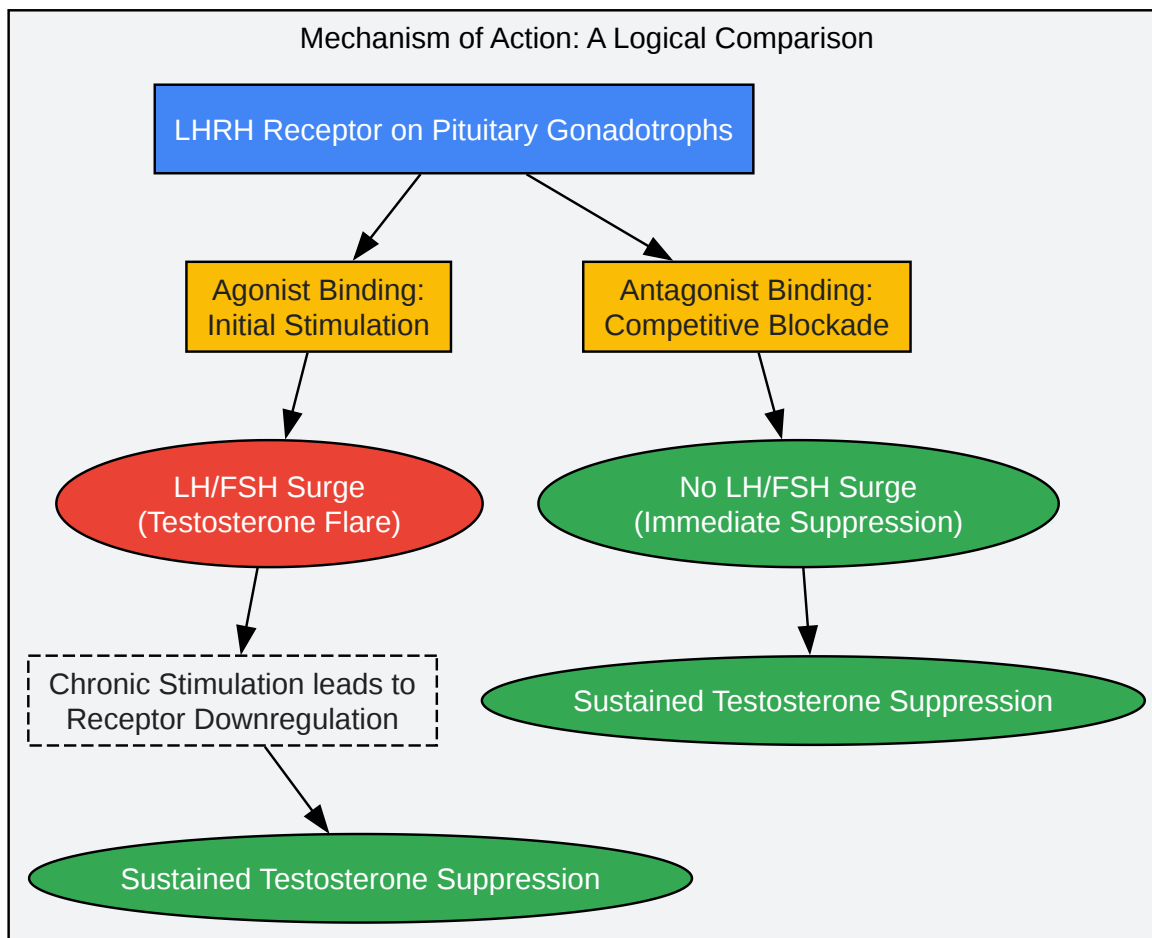 Mechanism of Action: A Logical Comparison
LHRH Receptor on Pituitary Gonadotrophs
Agonist Binding:
Initial Stimulation
Antagonist Binding:
Competitive Blockade
LH/FSH Surge
(Testosterone Flare)
No LH/FSH Surge
(Immediate Suppression)
Chronic Stimulation leads to
Receptor Downregulation
Sustained Testosterone Suppression
Sustained Testosterone Suppression